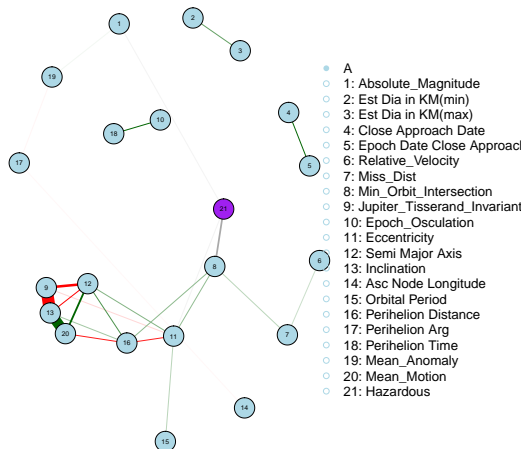 1
2
3
19
18
10
4
5
17
21
8
6
9
12
13
20
16
11
7
14
15
A
1: Absolute_Magnitude
2: Est Dia in KM(min)
3: Est Dia in KM(max)
4: Close Approach Date
5: Epoch Date Close Approach
6: Relative_Velocity
7: Miss_Dist
8: Min_Orbit_Intersection
9: Jupiter_Tisserand_Invariant
10: Epoch_Osculation
11: Eccentricity
12: Semi Major Axis
13: Inclination
14: Asc Node Longitude
15: Orbital Period
16: Perihelion Distance
17: Perihelion Arg
18: Perihelion Time
19: Mean_Anomaly
20: Mean_Motion
21: Hazardous